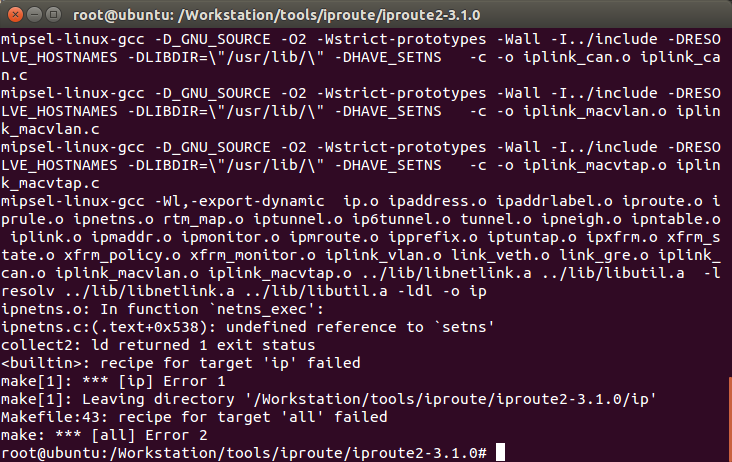 root@ubuntu: /Workstation/tools/iproute/iproute2-3.1.0
mipsel-linux-gcc -D_GNU_SOURCE -O2 -Wstrict-prototypes -Wall -I../include -DRESO
LVE_HOSTNAMES -DLIBDIR=\"/usr/lib/\" -DHAVE_SETNS   -c -o iplink_can.o iplink_ca
n.c
mipsel-linux-gcc -D_GNU_SOURCE -O2 -Wstrict-prototypes -Wall -I../include -DRESO
LVE_HOSTNAMES -DLIBDIR=\"/usr/lib/\" -DHAVE_SETNS   -c -o iplink_macvlan.o iplin
k_macvlan.c
mipsel-linux-gcc -D_GNU_SOURCE -O2 -Wstrict-prototypes -Wall -I../include -DRESO
LVE_HOSTNAMES -DLIBDIR=\"/usr/lib/\" -DHAVE_SETNS   -c -o iplink_macvtap.o iplin
k_macvtap.c
mipsel-linux-gcc -Wl,-export-dynamic  ip.o ipaddress.o ipaddrlabel.o iproute.o i
prule.o ipnetns.o rtm_map.o iptunnel.o ip6tunnel.o tunnel.o ipneigh.o ipntable.o
 iplink.o ipmaddr.o ipmonitor.o ipmroute.o ipprefix.o iptuntap.o ipxfrm.o xfrm_s
tate.o xfrm_policy.o xfrm_monitor.o iplink_vlan.o link_veth.o link_gre.o iplink_
can.o iplink_macvlan.o iplink_macvtap.o ../lib/libnetlink.a ../lib/libutil.a  -l
resolv ../lib/libnetlink.a ../lib/libutil.a -ldl -o ip
ipnetns.o: In function `netns_exec':
ipnetns.c:(.text+0x538): undefined reference to `setns'
collect2: ld returned 1 exit status
<builtin>: recipe for target 'ip' failed
make[1]: *** [ip] Error 1
make[1]: Leaving directory '/Workstation/tools/iproute/iproute2-3.1.0/ip'
Makefile:43: recipe for target 'all' failed
make: *** [all] Error 2
root@ubuntu:/Workstation/tools/iproute/iproute2-3.1.0#